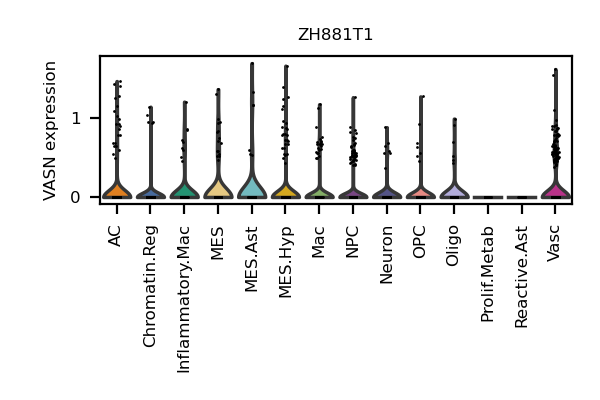 ZH881T1
VASN expression
1
0
AC
Chromatin.Reg
Inflammatory.Mac
MES
MES.Ast
MES.Hyp
Mac
NPC
Neuron
OPC
Oligo
Prolif.Metab
Reactive.Ast
Vasc